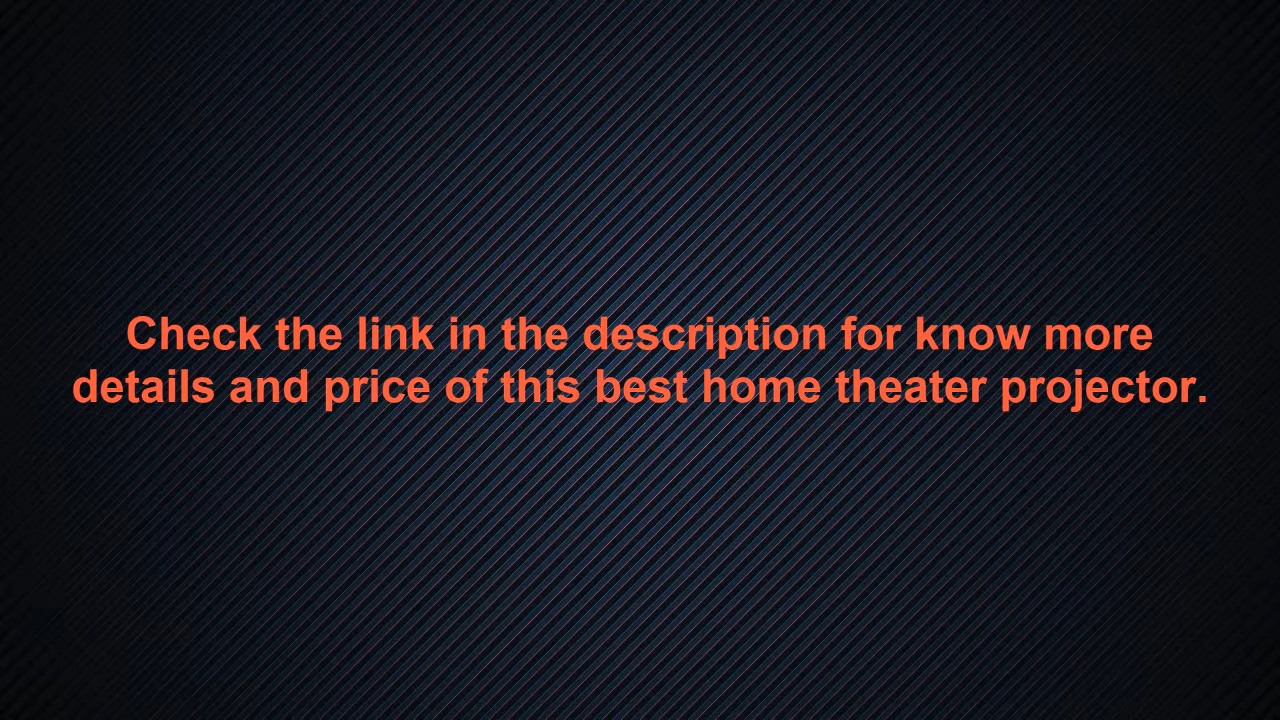 Check the link in the description for know more
details and price of this best home theater projector.